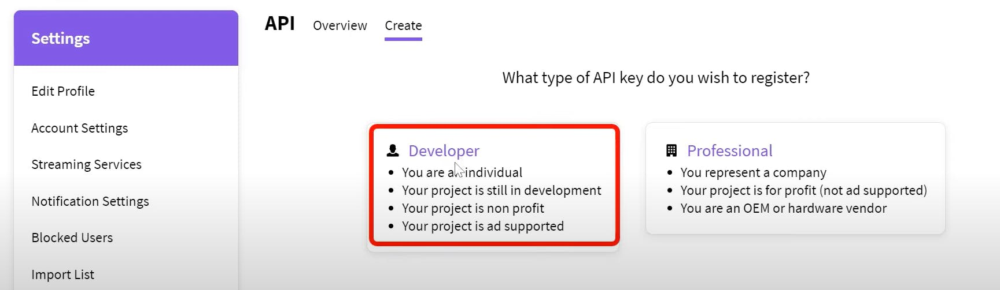 Settings
Edit Profile
Account Settings
Streaming Services
Notification Settings
Blocked Users
Import List
API Overview Create
What type of API key do you wish to register?
Developer
• You are an individual
• Your project is still in development
• Your project is non profit
• Your project is ad supported
Professional
• You represent a company
• Your project is for profit (not ad supported)
• You are an OEM or hardware vendor